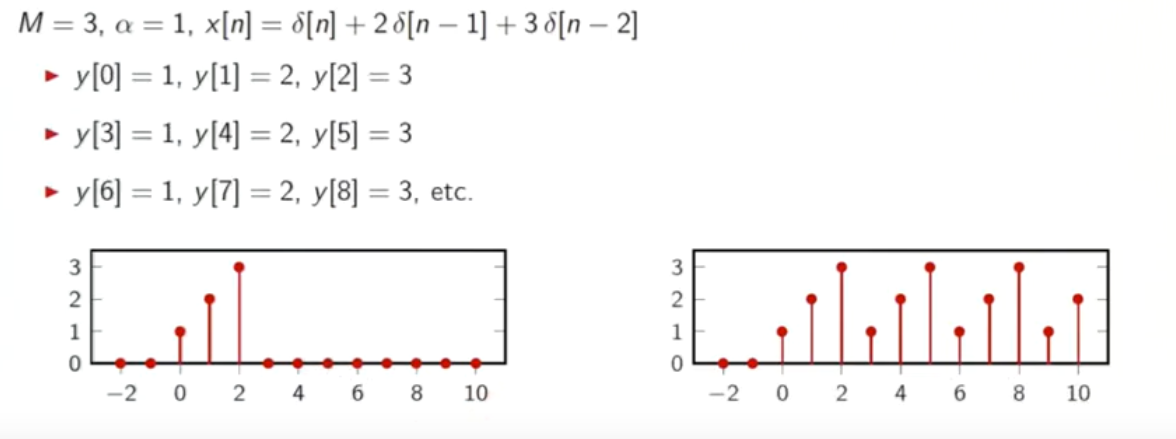 M = 3, α = 1, x[n] = δ[n] + 2 δ[n − 1] + 3 δ[n − 2]
► y[0] = 1, y[1] = 2, y[2] = 3
► y[3] = 1, y[4] = 2, y[5] = 3
► y[6] = 1, y[7] = 2, y[8] = 3, etc.
3
2
1
0
−2 0 2 4 6 8 10
3
2
1
0
−2 0 2 4 6 8 10